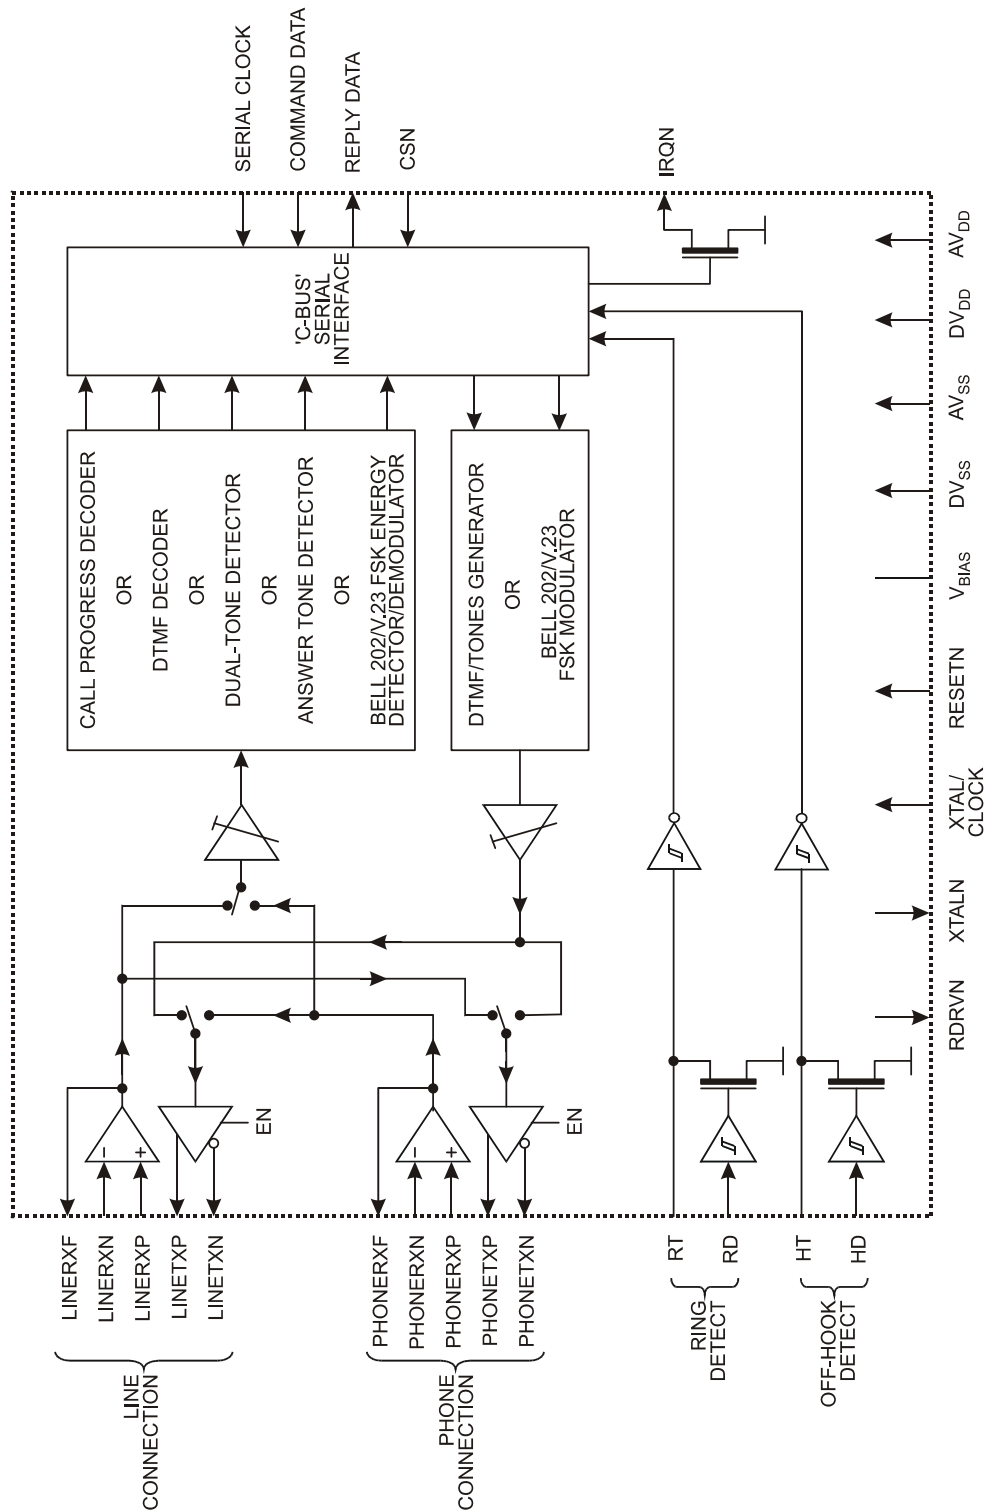 LINE
CONNECTION
LINERXF
LINERXN
LINERXP
LINETXP
LINETXN
−
+
EN
PHONE
CONNECTION
PHONERXF
PHONERXN
PHONERXP
PHONETXP
PHONETXN
−
+
EN
RING
DETECT
RT
RD
OFF-HOOK
DETECT
HT
HD
CALL PROGRESS DECODER
OR
DTMF DECODER
OR
DUAL-TONE DETECTOR
OR
ANSWER TONE DETECTOR
OR
BELL 202/V.23 FSK ENERGY
DETECTOR/DEMODULATOR
DTMF/TONES GENERATOR
OR
BELL 202/V.23
FSK MODULATOR
'C-BUS'
SERIAL
INTERFACE
SERIAL CLOCK
COMMAND DATA
REPLY DATA
CSN
IRQN
RDRVN
XTALN
XTAL/
CLOCK
RESETN
VBIAS
DVSS
AVSS
DVDD
AVDD